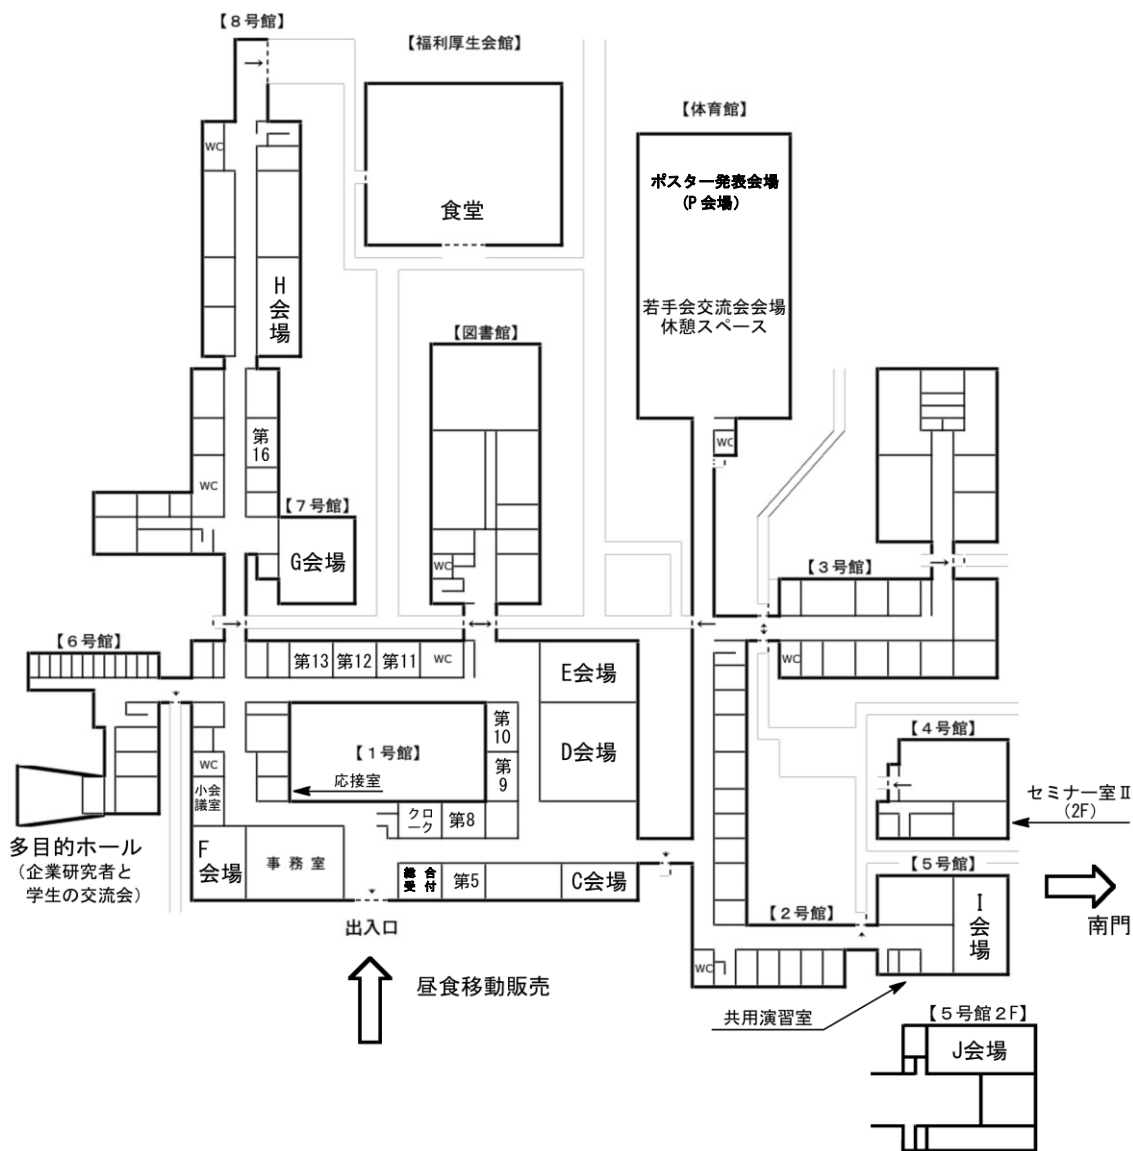 【８号館】
【福利厚生会館】
【体育館】
WC
ポスター発表会場
(P 会場)
食堂
H
会
場
若手会交流会会場
休憩スペース
【図書館】
第
16
WC
WC
【７号館】
G会場
WC
【３号館】
【６号館】
第13
第12
第11
WC
E会場
WC
第
10
【１号館】
D会場
【４号館】
WC
応接室
第
9
小会
議室
セミナー室Ⅱ
(2F)
クロ
ーク
第8
多目的ホール
(企業研究者と
学生の交流会)
F
会場
事務室
総合
受付
第5
C会場
【５号館】
I
会
場
南門
【２号館】
出入口
WC
昼食移動販売
共用演習室
【５号館２F】
J会場